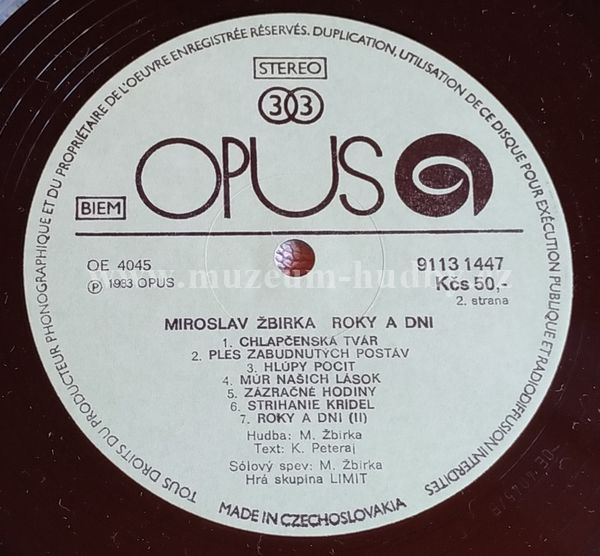 TOUS DROITS DU PRODUCTEUR PHONOGRAPHIQUE ET DU PROPRIÉTAIRE DE L'OEUVRE ENREGISTRÉE RÉSERVÉS. DUPLICATION, UTILISATION DE CE DISQUE POUR EXÉCUTION PUBLIQUE ET RADIODIFFUSION INTERDITES
STEREO
33
OPUS
BIEM
OE 4045
Ⓟ 1983 OPUS
9113 1447
Kčs 50,-
2. strana
www.muzeum-hudby.cz
MIROSLAV ŽBIRKA ROKY A DNI
1. CHLAPČENSKÁ TVÁR
2. PLES ZABUDNUTÝCH POSTÁV
3. HLÚPY POCIT
4. MÚR NAŠICH LÁSOK
5. ZÁZRAČNÉ HODINY
6. STRIHANIE KRÍDEL
7. ROKY A DNI (II)
Hudba: M. Žbirka
Text: K. Peteraj
Sólový spev: M. Žbirka
Hrá skupina LIMIT
MADE IN CZECHOSLOVAKIA